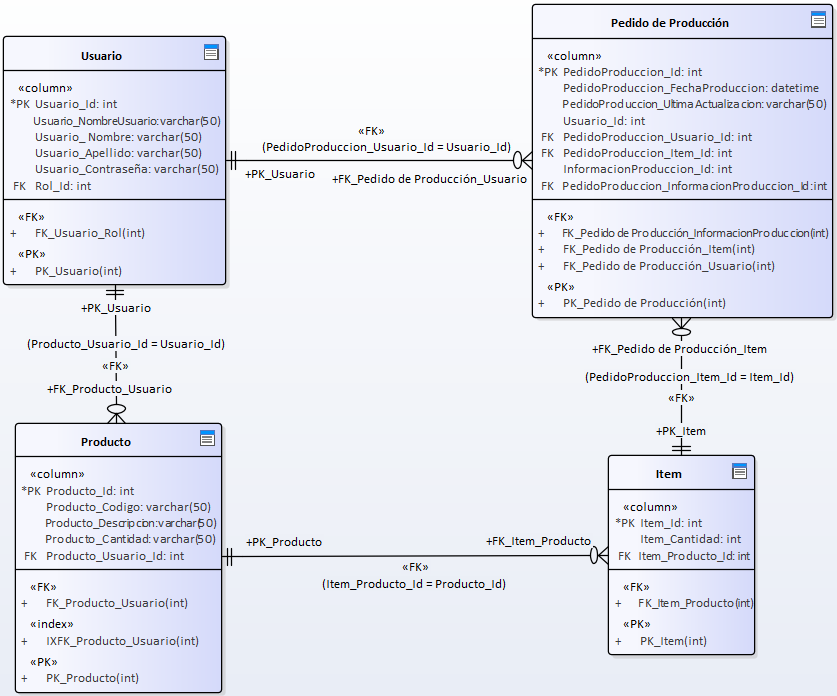 Usuario
«column»
*PK Usuario_Id: int
Usuario_NombreUsuario:varchar(50)
Usuario_ Nombre: varchar(50)
Usuario_Apellido: varchar(50)
Usuario_Contraseña: varchar(50)
FK Rol_Id: int
«FK»
+ FK_Usuario_Rol(int)
«PK»
+ PK_Usuario(int)
Pedido de Producción
«column»
*PK PedidoProduccion_Id: int
PedidoProduccion_FechaProduccion: datetime
PedidoProduccion_UltimaActualizacion: varchar(50)
Usuario_Id: int
FK PedidoProduccion_Usuario_Id: int
FK PedidoProduccion_Item_Id: int
InformacionProduccion_Id: int
FK PedidoProduccion_InformacionProduccion_Id:int
«FK»
+ FK_Pedido de Producción_InformacionProduccion(int)
+ FK_Pedido de Producción_Item(int)
+ FK_Pedido de Producción_Usuario(int)
«PK»
+ PK_Pedido de Producción(int)
«FK»
(PedidoProduccion_Usuario_Id = Usuario_Id)
+PK_Usuario
+FK_Pedido de Producción_Usuario
+PK_Usuario
(Producto_Usuario_Id = Usuario_Id)
«FK»
+FK_Producto_Usuario
+FK_Pedido de Producción_Item
(PedidoProduccion_Item_Id = Item_Id)
«FK»
+PK_Item
Producto
«column»
*PK Producto_Id: int
Producto_Codigo: varchar(50)
Producto_Descripcion:varchar(50)
Producto_Cantidad: varchar(50)
FK Producto_Usuario_Id: int
«FK»
+ FK_Producto_Usuario(int)
«index»
+ IXFK_Producto_Usuario(int)
«PK»
+ PK_Producto(int)
+PK_Producto
+FK_Item_Producto
«FK»
(Item_Producto_Id = Producto_Id)
Item
«column»
*PK Item_Id: int
Item_Cantidad: int
FK Item_Producto_Id: int
«FK»
+ FK_Item_Producto(int)
«PK»
+ PK_Item(int)